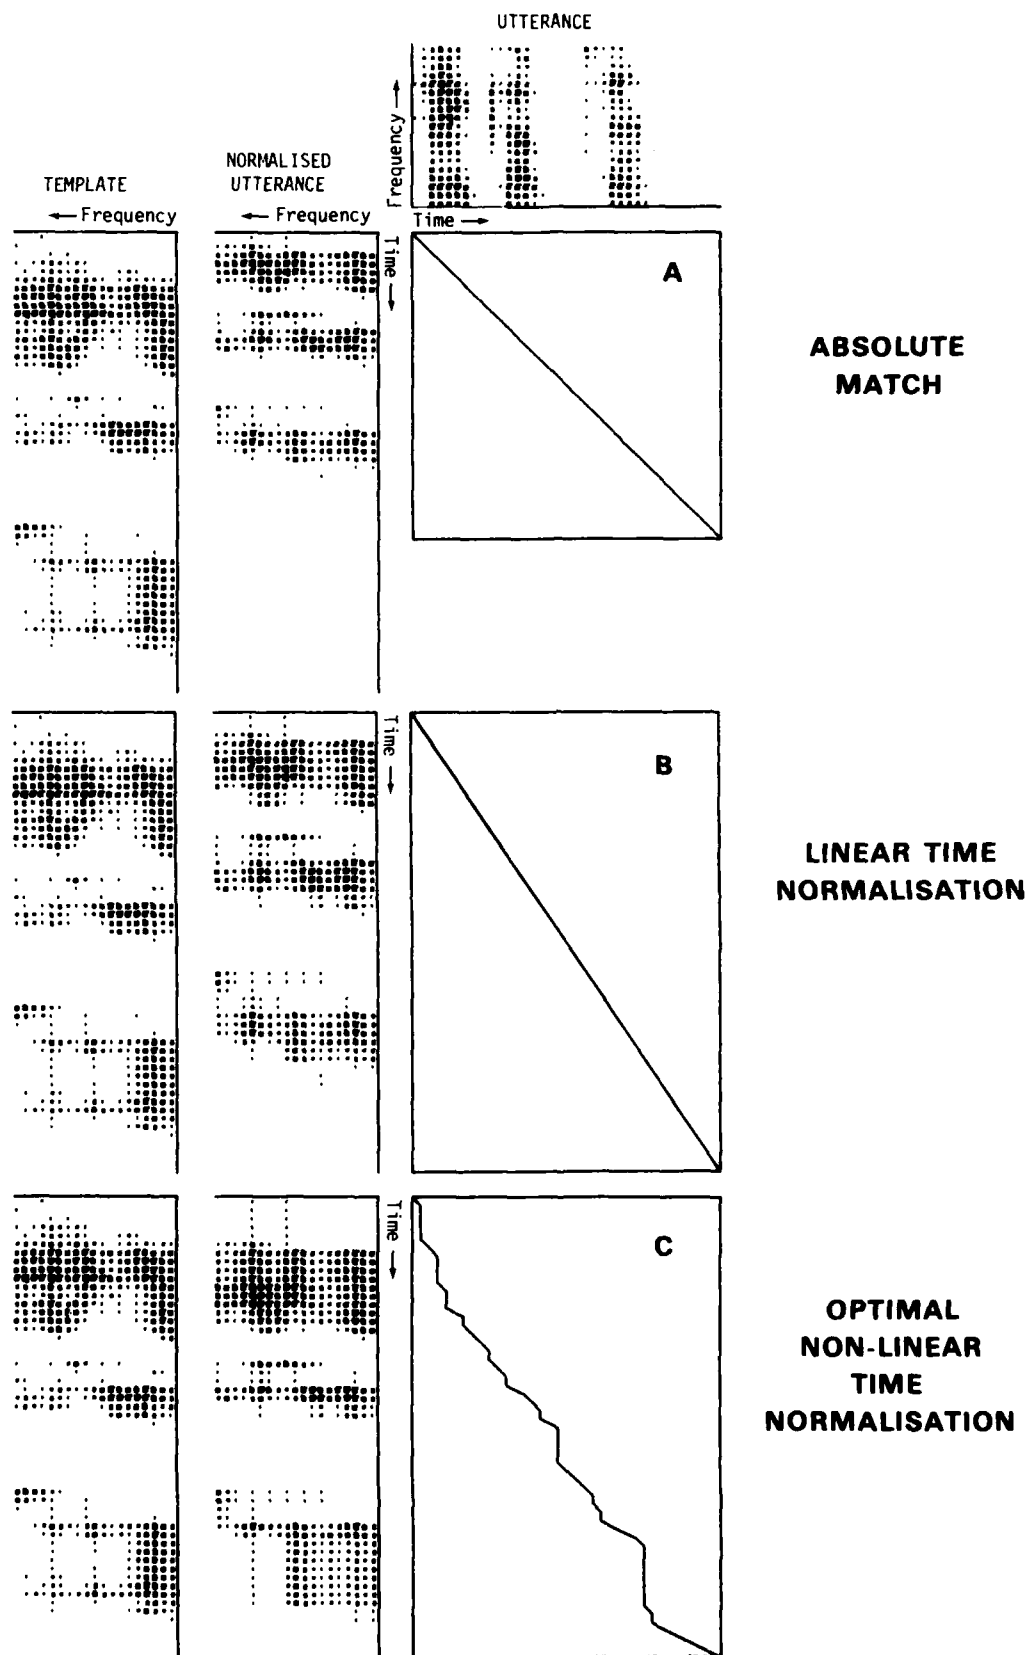 UTTERANCE
Frequency →
Time →
TEMPLATE
← Frequency
NORMALISED
UTTERANCE
← Frequency
Time →
A
ABSOLUTE
MATCH
Time →
B
LINEAR TIME
NORMALISATION
Time →
C
OPTIMAL
NON-LINEAR
TIME
NORMALISATION